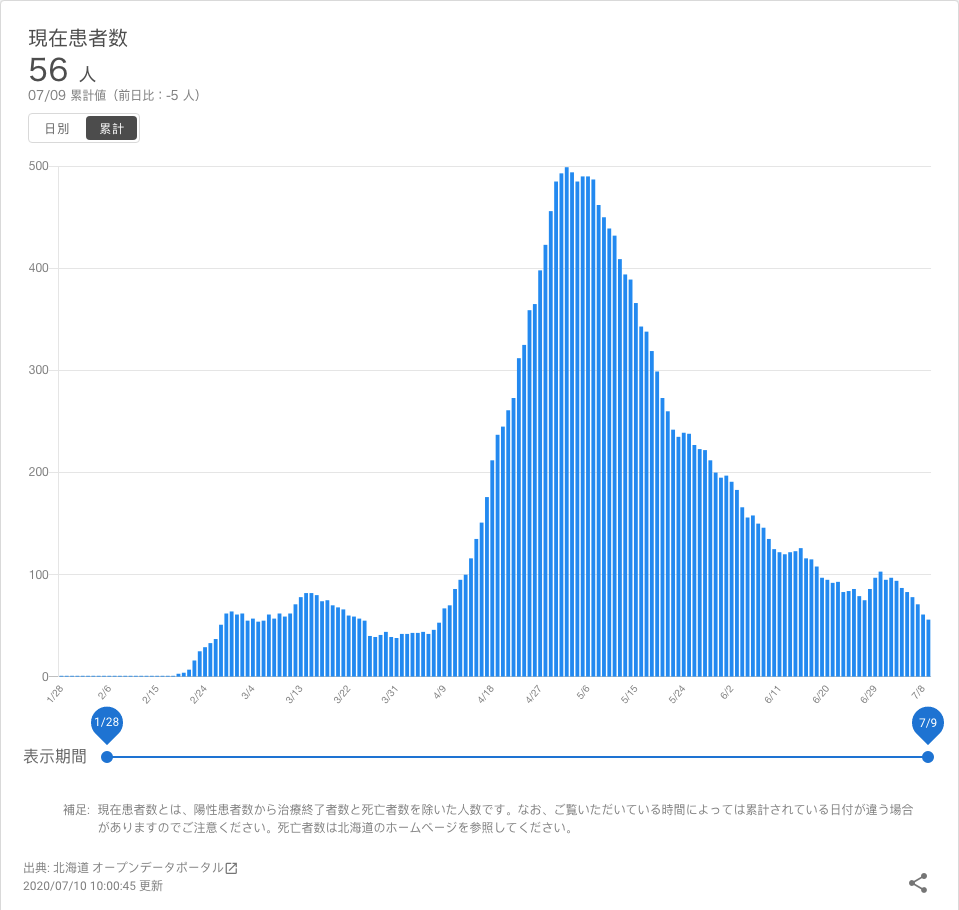 現在患者数
56 人
07/09 累計値（前日比：-5 人）
日別 累計
500
400
300
200
100
0
1/28 2/6 2/15 2/24 3/4 3/13 3/22 3/31 4/9 4/18 4/27 5/6 5/15 5/24 6/2 6/11 6/20 6/29 7/8
1/28 7/9
表示期間
補足: 現在患者数とは、陽性患者数から治療終了者数と死亡者数を除いた人数です。なお、ご覧いただいている時間によっては累計されている日付が違う場合
がありますのでご注意ください。死亡者数は北海道のホームページを参照してください。
出典: 北海道 オープンデータポータル
2020/07/10 10:00:45 更新